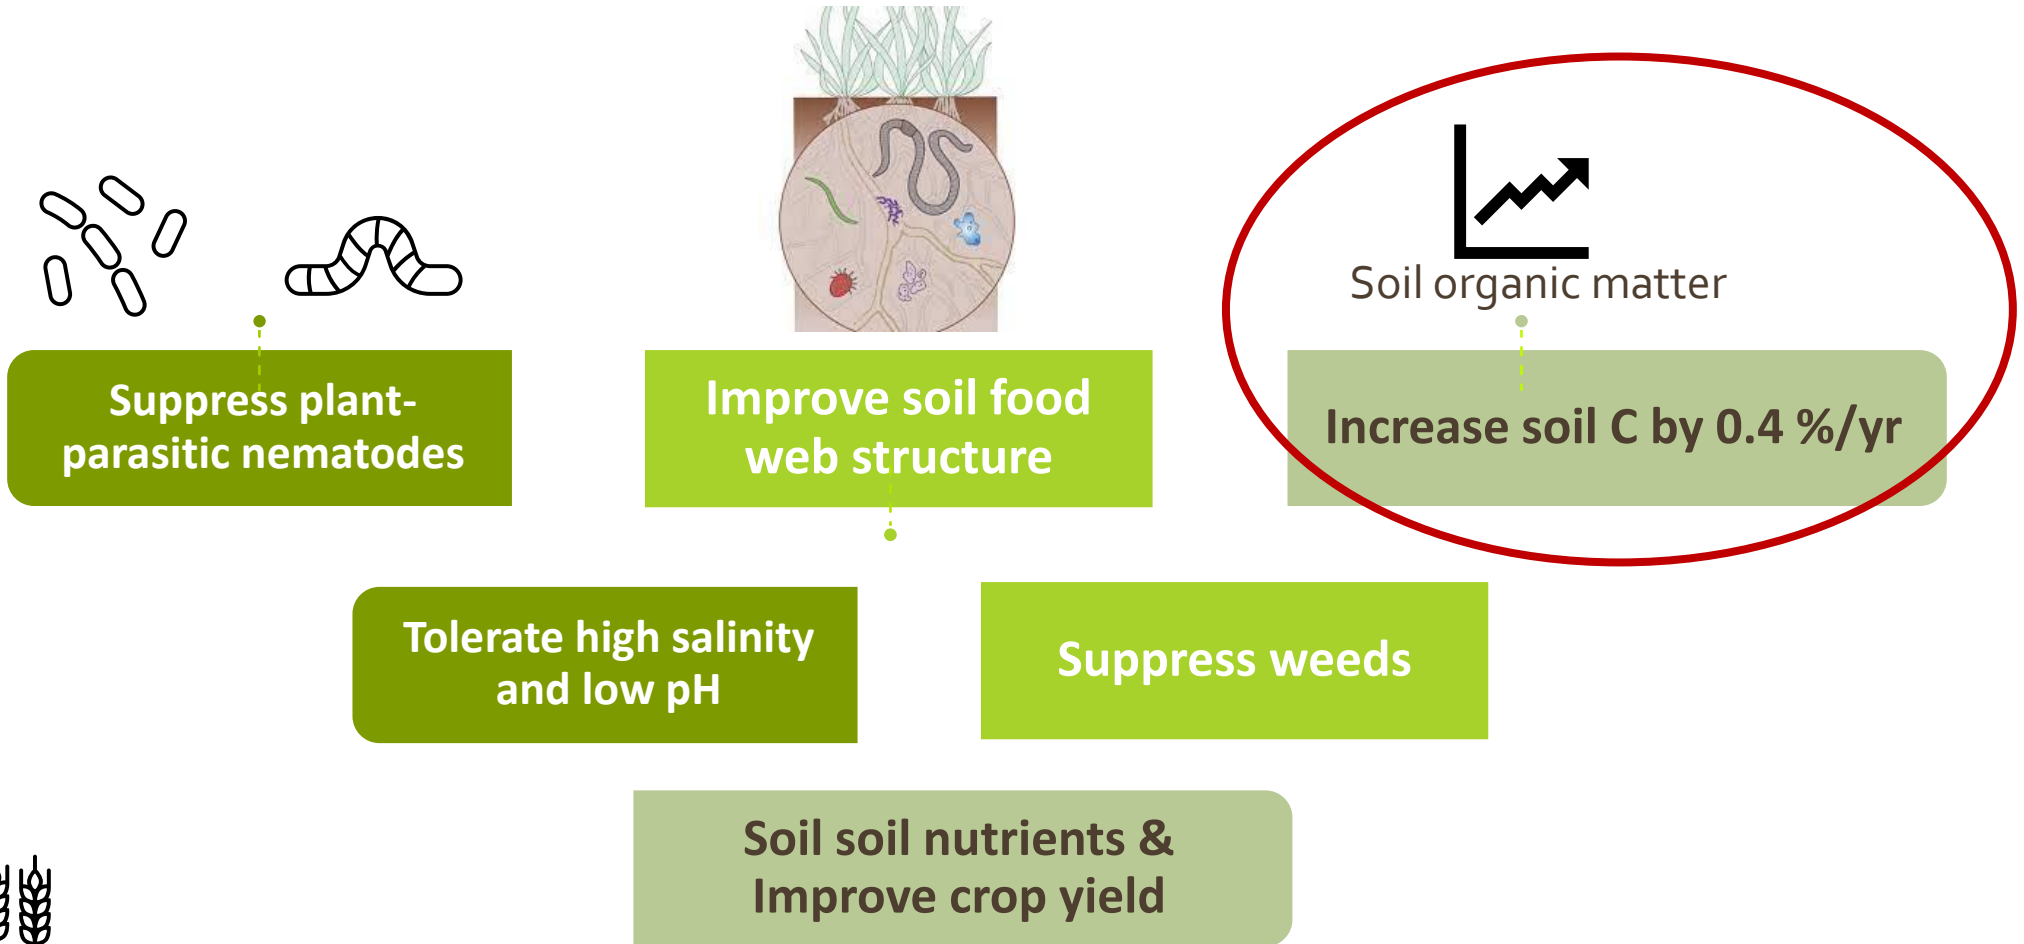 Soil organic matter
Suppress plant-
parasitic nematodes
Improve soil food
web structure
Increase soil C by 0.4 %/yr
Tolerate high salinity
and low pH
Suppress weeds
Soil soil nutrients &
Improve crop yield